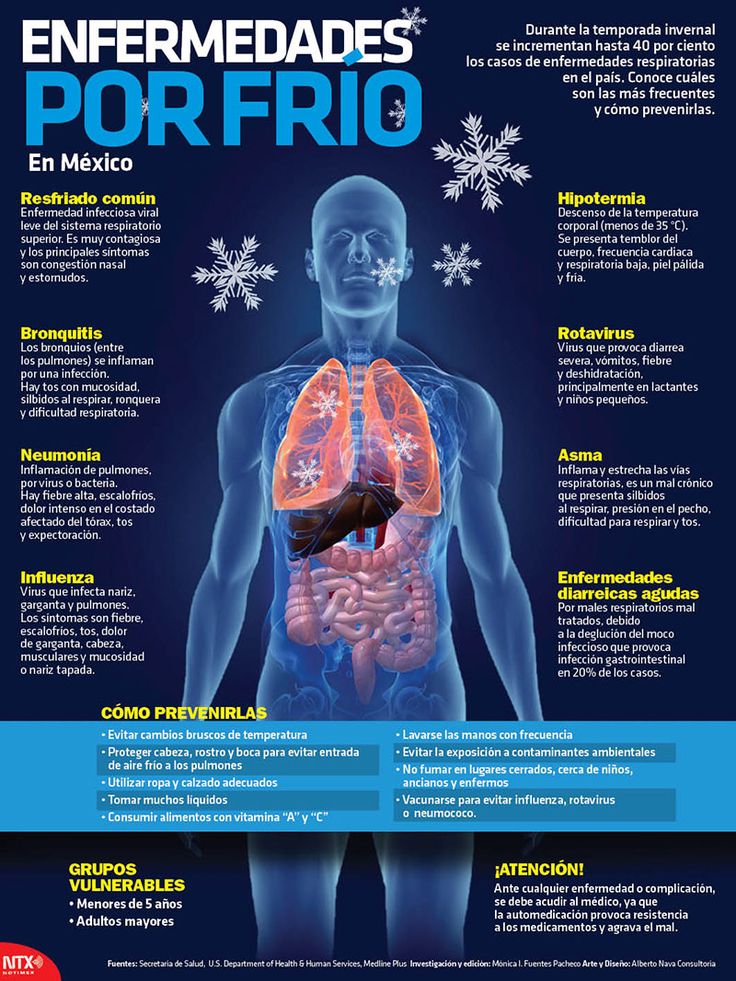 ENFERMEDADES
POR FRÍO
En México
Durante la temporada invernal
se incrementan hasta 40 por ciento
los casos de enfermedades respiratorias
en el país. Conoce cuáles
son las más frecuentes
y cómo prevenirlas.
Resfriado común
Enfermedad infecciosa viral
leve del sistema respiratorio
superior. Es muy contagiosa
y los principales síntomas
son congestión nasal
y estornudos.
Bronquitis
Los bronquios (entre
los pulmones) se inflaman
por una infección.
Hay tos con mucosidad,
silbidos al respirar, ronquera
y dificultad respiratoria.
Neumonía
Inflamación de pulmones,
por virus o bacteria.
Hay fiebre alta, escalofríos,
dolor intenso en el costado
afectado del tórax, tos
y expectoración.
Influenza
Virus que infecta nariz,
garganta y pulmones.
Los síntomas son fiebre,
escalofríos, tos, dolor
de garganta, cabeza,
musculares y mucosidad
o nariz tapada.
Hipotermia
Descenso de la temperatura
corporal (menos de 35 °C).
Se presenta temblor del
cuerpo, frecuencia cardiaca
y respiratoria baja, piel pálida
y fría.
Rotavirus
Virus que provoca diarrea
severa, vómitos, fiebre
y deshidratación,
principalmente en lactantes
y niños pequeños.
Asma
Inflama y estrecha las vías
respiratorias, es un mal crónico
que presenta silbidos
al respirar, presión en el pecho,
dificultad para respirar y tos.
Enfermedades
diarreicas agudas
Por males respiratorios mal
tratados, debido
a la deglución del moco
infeccioso que provoca
infección gastrointestinal
en 20% de los casos.
CÓMO PREVENIRLAS
• Evitar cambios bruscos de temperatura
• Proteger cabeza, rostro y boca para evitar entrada
de aire frío a los pulmones
• Utilizar ropa y calzado adecuados
• Tomar muchos líquidos
• Consumir alimentos con vitamina “A” y “C”
• Lavarse las manos con frecuencia
• Evitar la exposición a contaminantes ambientales
• No fumar en lugares cerrados, cerca de niños,
ancianos y enfermos
• Vacunarse para evitar influenza, rotavirus
o neumococo.
GRUPOS
VULNERABLES
• Menores de 5 años
• Adultos mayores
¡ATENCIÓN!
Ante cualquier enfermedad o complicación,
se debe acudir al médico, ya que
la automedicación provoca resistencia
a los medicamentos y agrava el mal.
NTX
NOTIMEX
Fuentes: Secretaria de Salud, U.S. Department of Health & Human Services, Medline Plus Investigación y edición: Mónica I. Fuentes Pacheco Arte y Diseño: Alberto Nava Consultoria